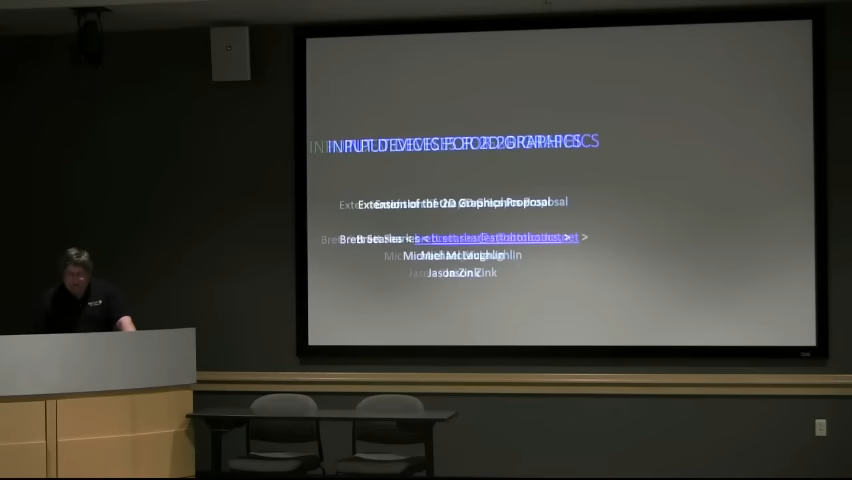 INPUT DEVICES FOR 2D GRAPHICS
Extension of the 2D Graphics Proposal
Brett Searles <
Michael McLaughlin
Jason Zink